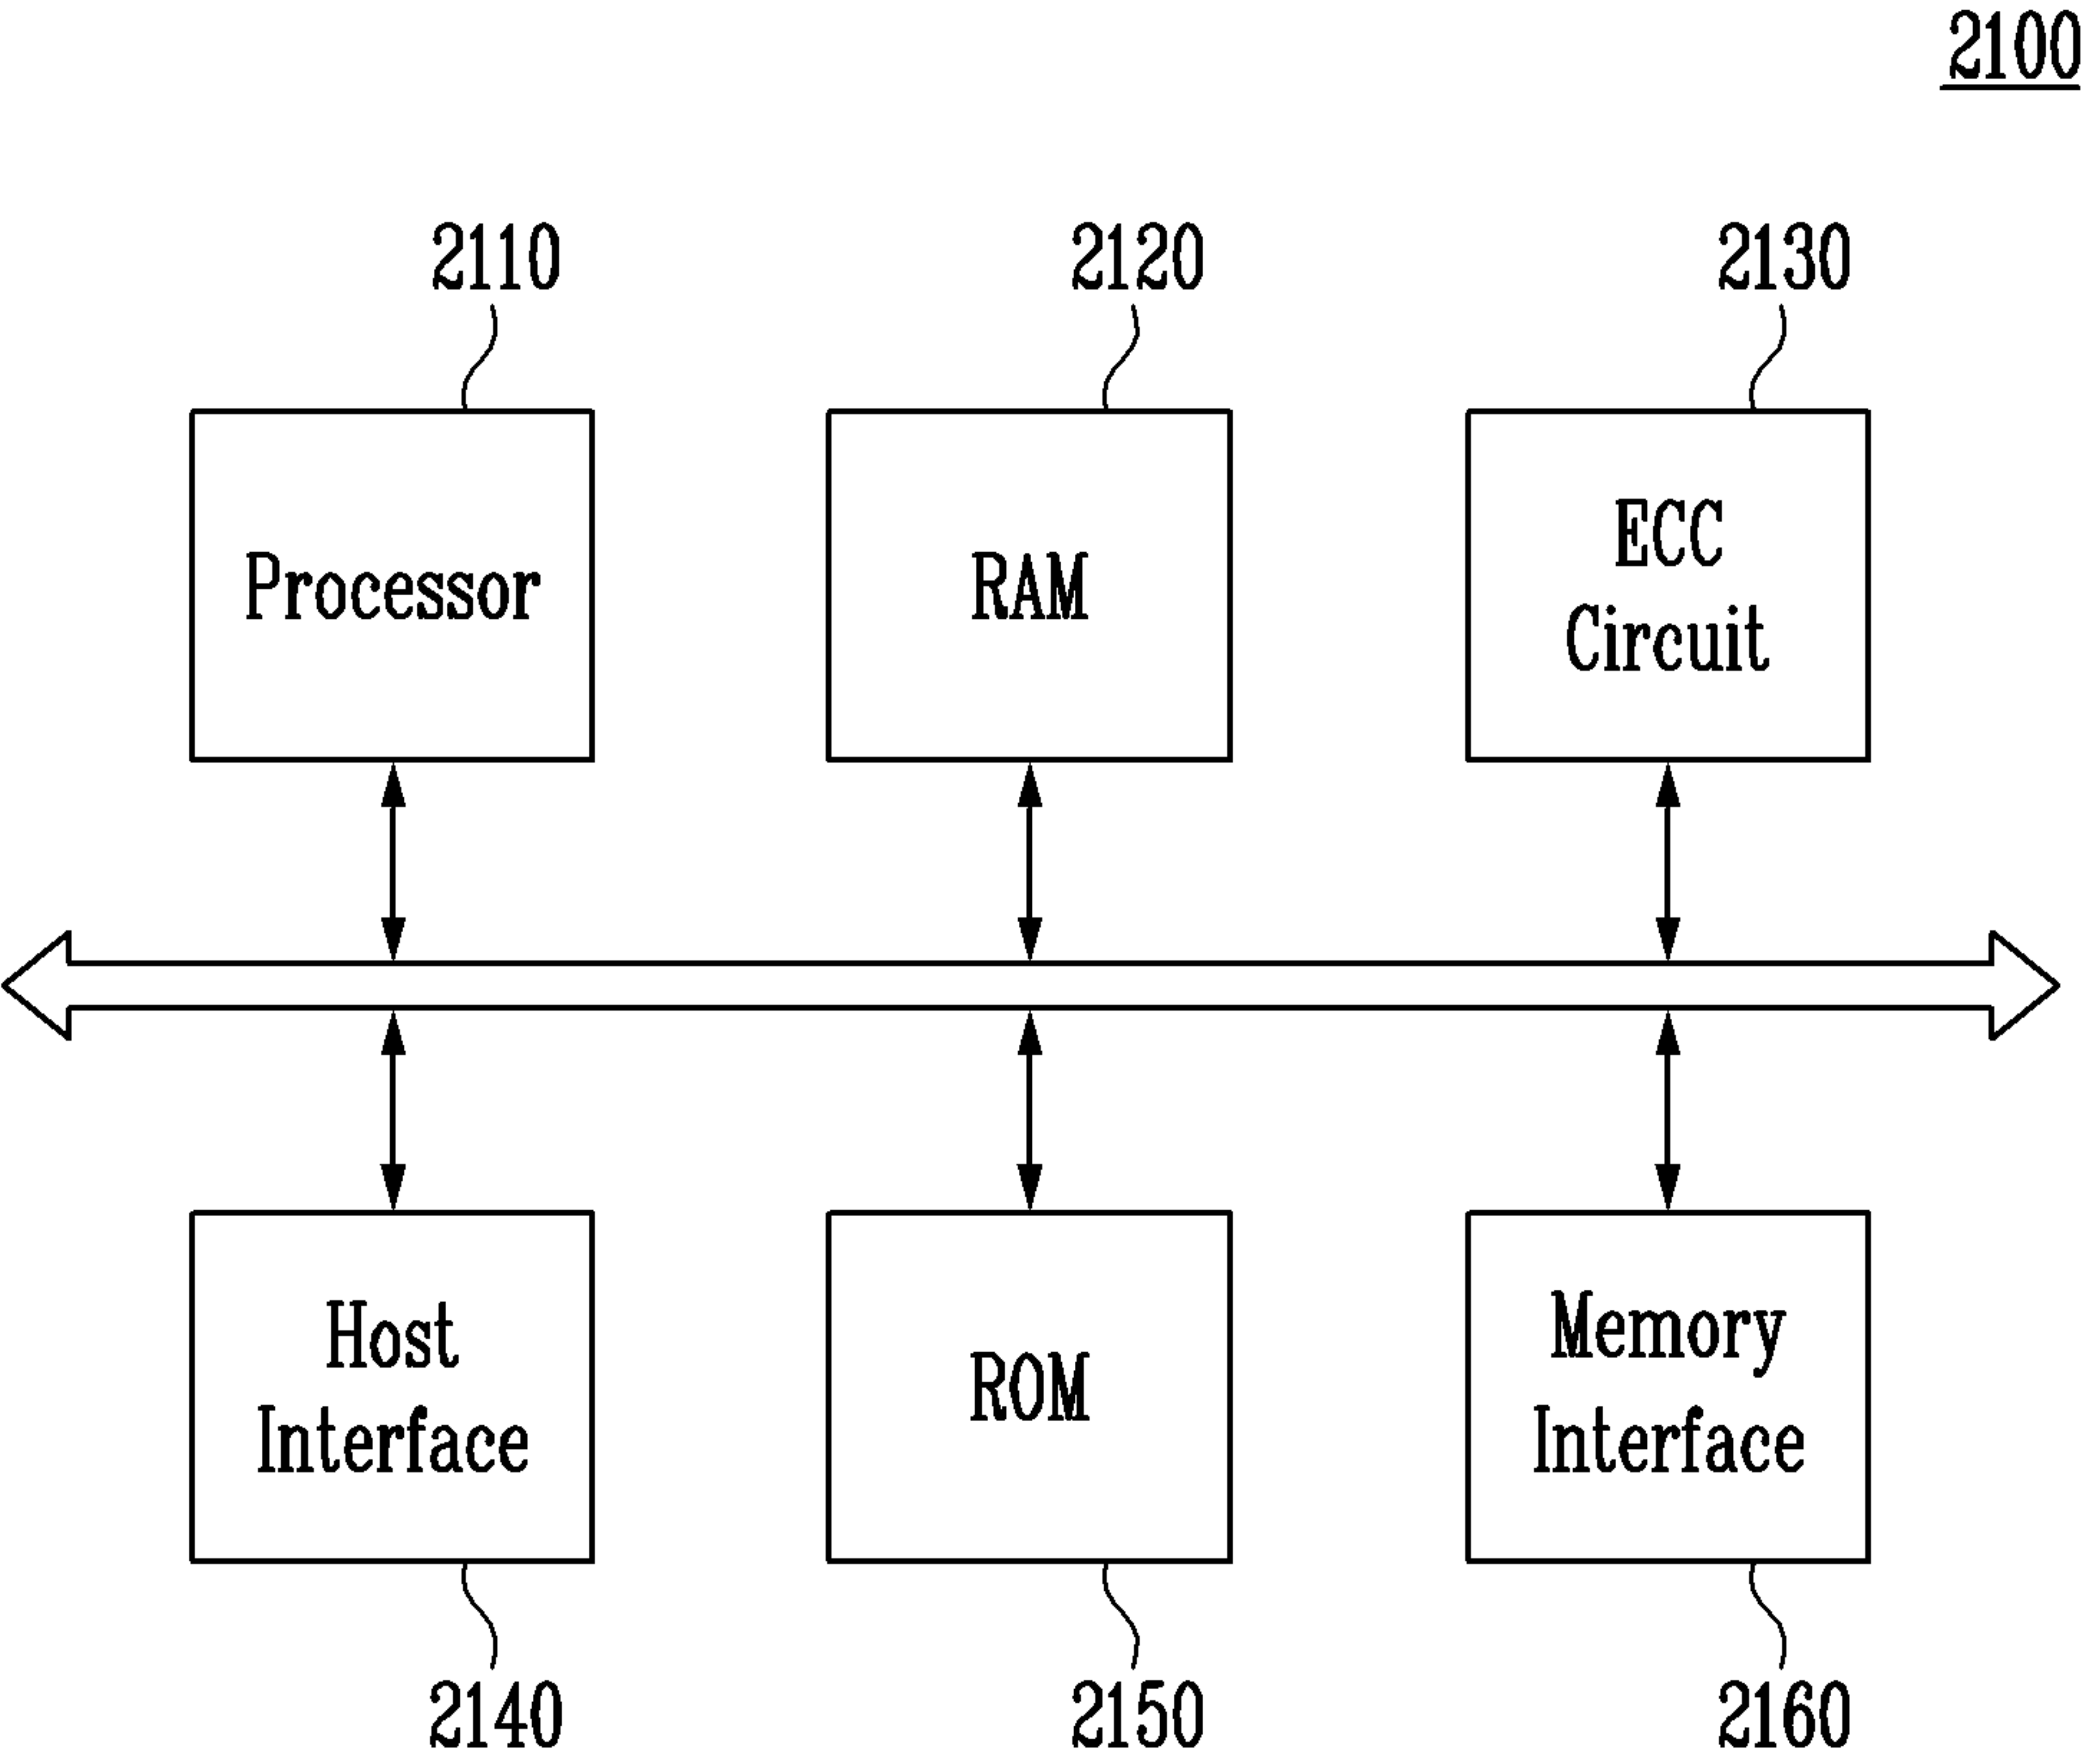 2100
2110
2120
2130
Processor
RAM
ECC
Circuit
Host
Interface
ROM
Memory
Interface
2140
2150
2160